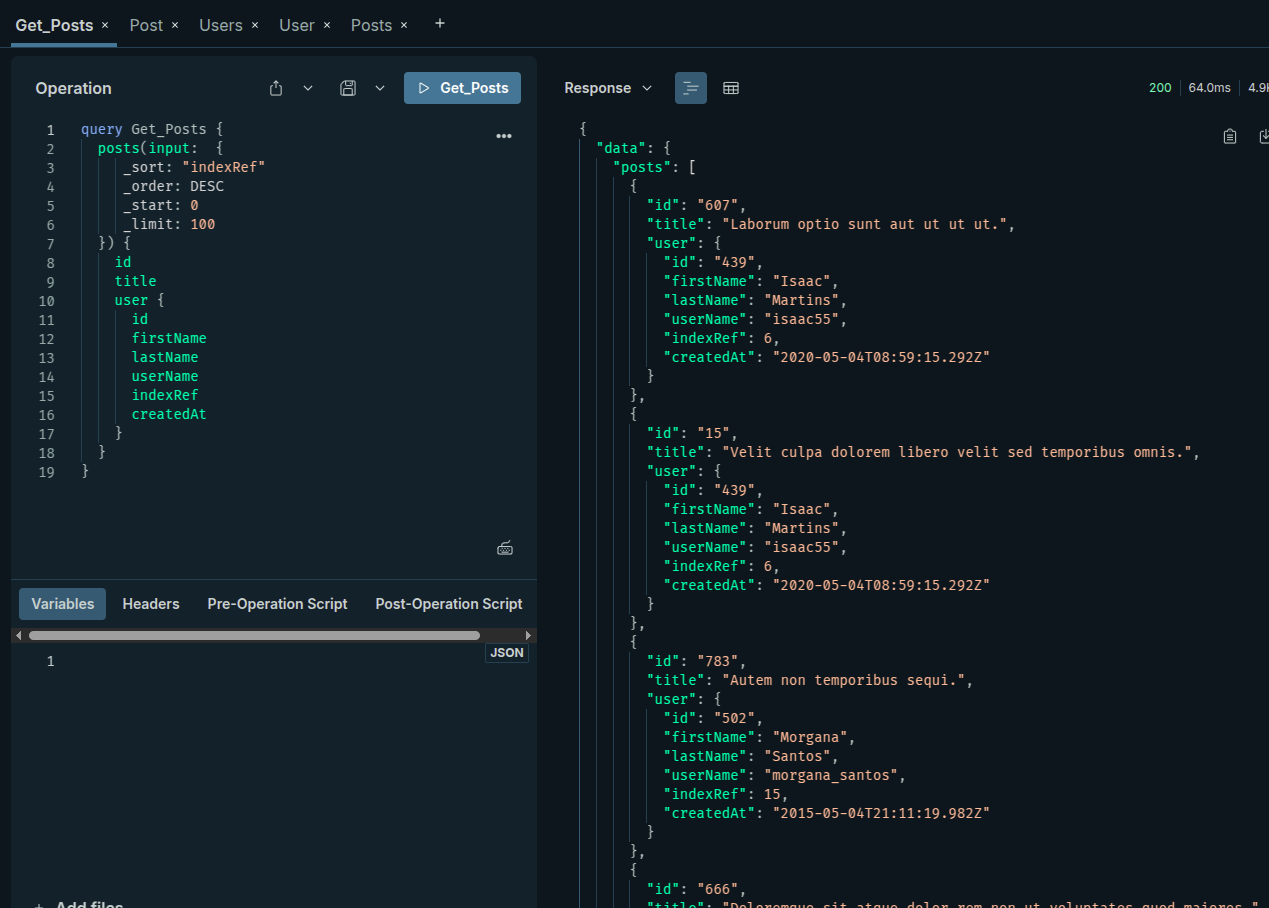 Get_Posts × Post × Users × User × Posts × +
Operation
Get_Posts
1 query Get_Posts {
2 posts(input: {
3 _sort: "indexRef"
4 _order: DESC
5 _start: 0
6 _limit: 100
7 }) {
8 id
9 title
10 user {
11 id
12 firstName
13 lastName
14 userName
15 indexRef
16 createdAt
17 }
18 }
19 }
Variables Headers Pre-Operation Script Post-Operation Script
JSON
1
+ Add files
Response
200 64.0ms 4.9
{
"data": {
"posts": [
{
"id": "607",
"title": "Laborum optio sunt aut ut ut ut.",
"user": {
"id": "439",
"firstName": "Isaac",
"lastName": "Martins",
"userName": "isaac55",
"indexRef": 6,
"createdAt": "2020-05-04T08:59:15.292Z"
}
},
{
"id": "15",
"title": "Velit culpa dolorem libero velit sed temporibus omnis.",
"user": {
"id": "439",
"firstName": "Isaac",
"lastName": "Martins",
"userName": "isaac55",
"indexRef": 6,
"createdAt": "2020-05-04T08:59:15.292Z"
}
},
{
"id": "783",
"title": "Autem non temporibus sequi.",
"user": {
"id": "502",
"firstName": "Morgana",
"lastName": "Santos",
"userName": "morgana_santos",
"indexRef": 15,
"createdAt": "2015-05-04T21:11:19.982Z"
}
},
{
"id": "666",
"title": "Doloremque sit atque dolor rem non ut voluptates quod maiores."